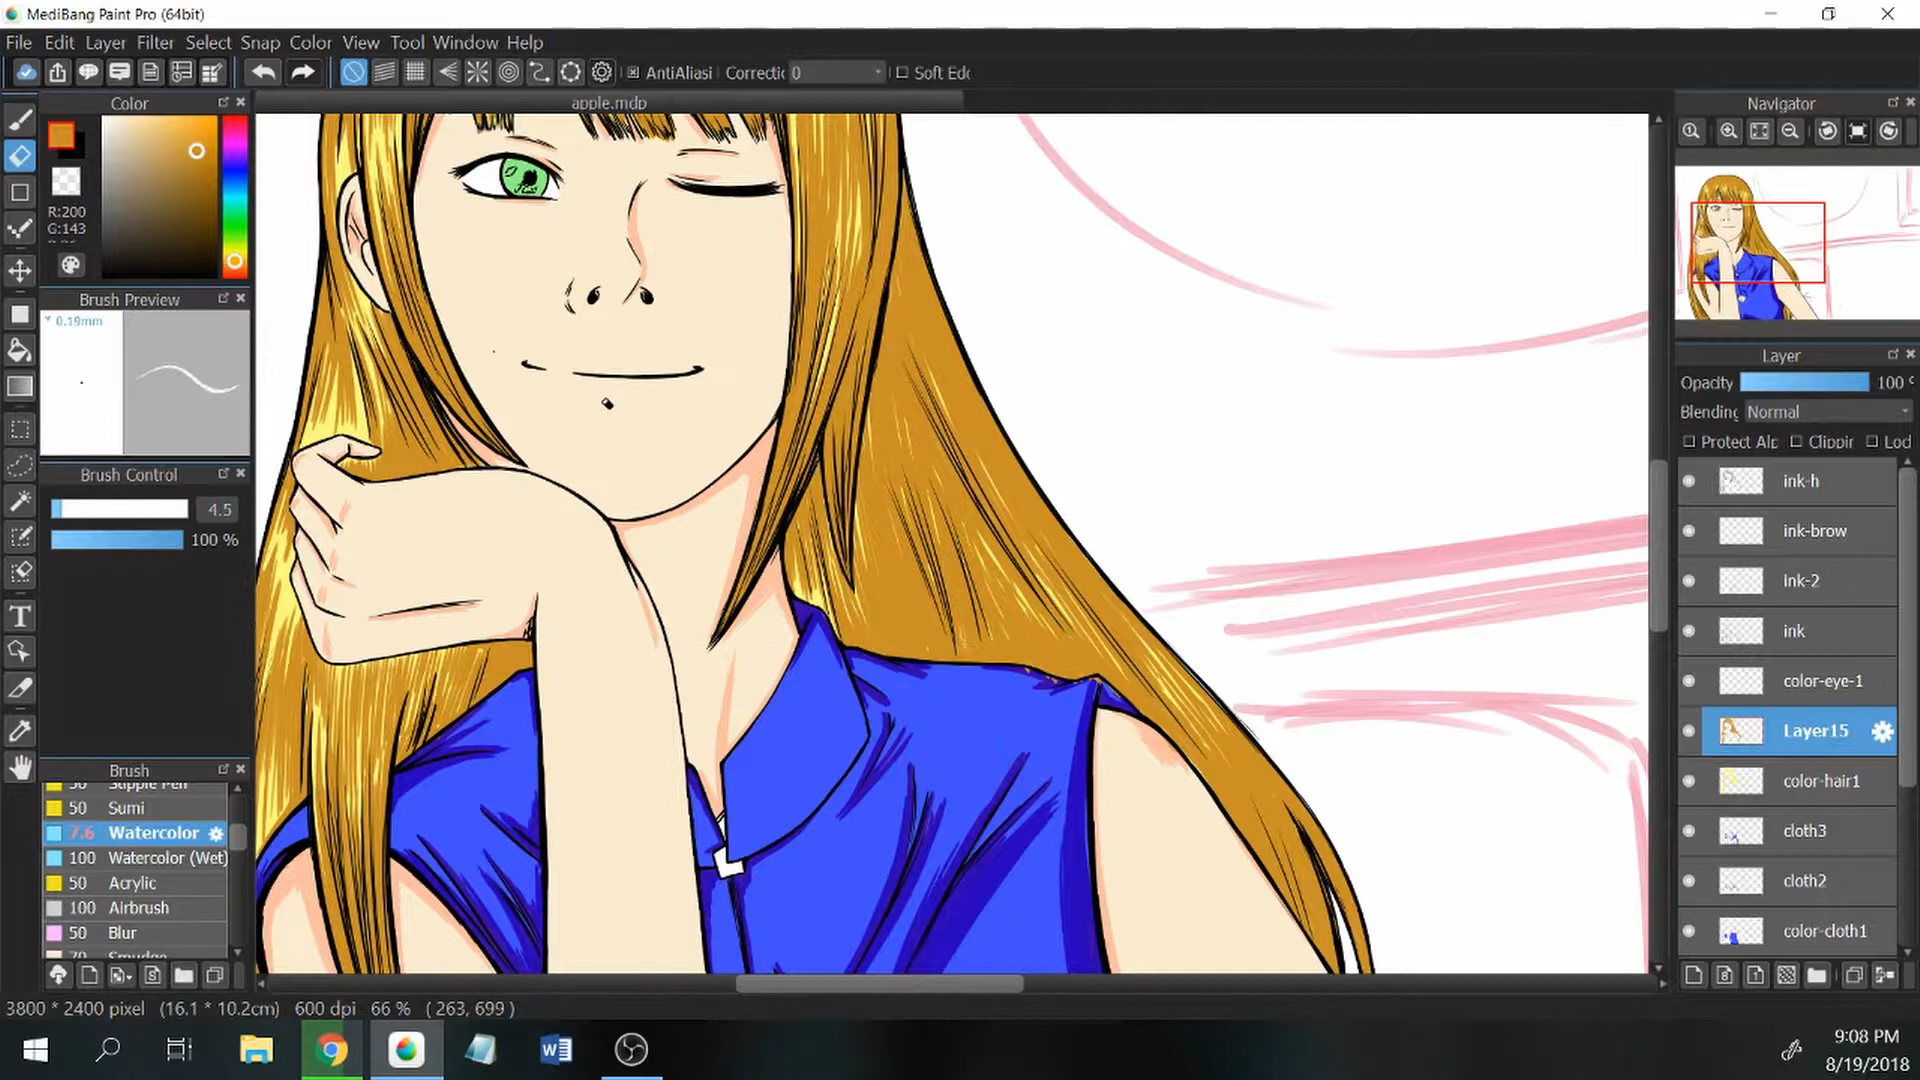 MediBang Paint Pro (64bit)
File Edit Layer Filter Select Snap Color View Tool Window Help
AntiAliasi Correctic 0 Soft Edg
apple.mdp
Color
R:200
G:143
Brush Preview
0.19mm
Brush Control
4.5
100 %
Brush
50 Sumi
7.6 Watercolor
100 Watercolor (Wet)
50 Acrylic
100 Airbrush
50 Blur
Navigator
Layer
Opacity 100
Blending Normal
Protect Alp Clippir Loc
ink-h
ink-brow
Ink-2
ink
color-eye-1
Layer15
color-hair1
cloth3
cloth2
color-cloth1
3800 * 2400 pixel (16.1 * 10.2cm) 600 dpi 66 % ( 263, 699 )
9:08 PM
8/19/2018